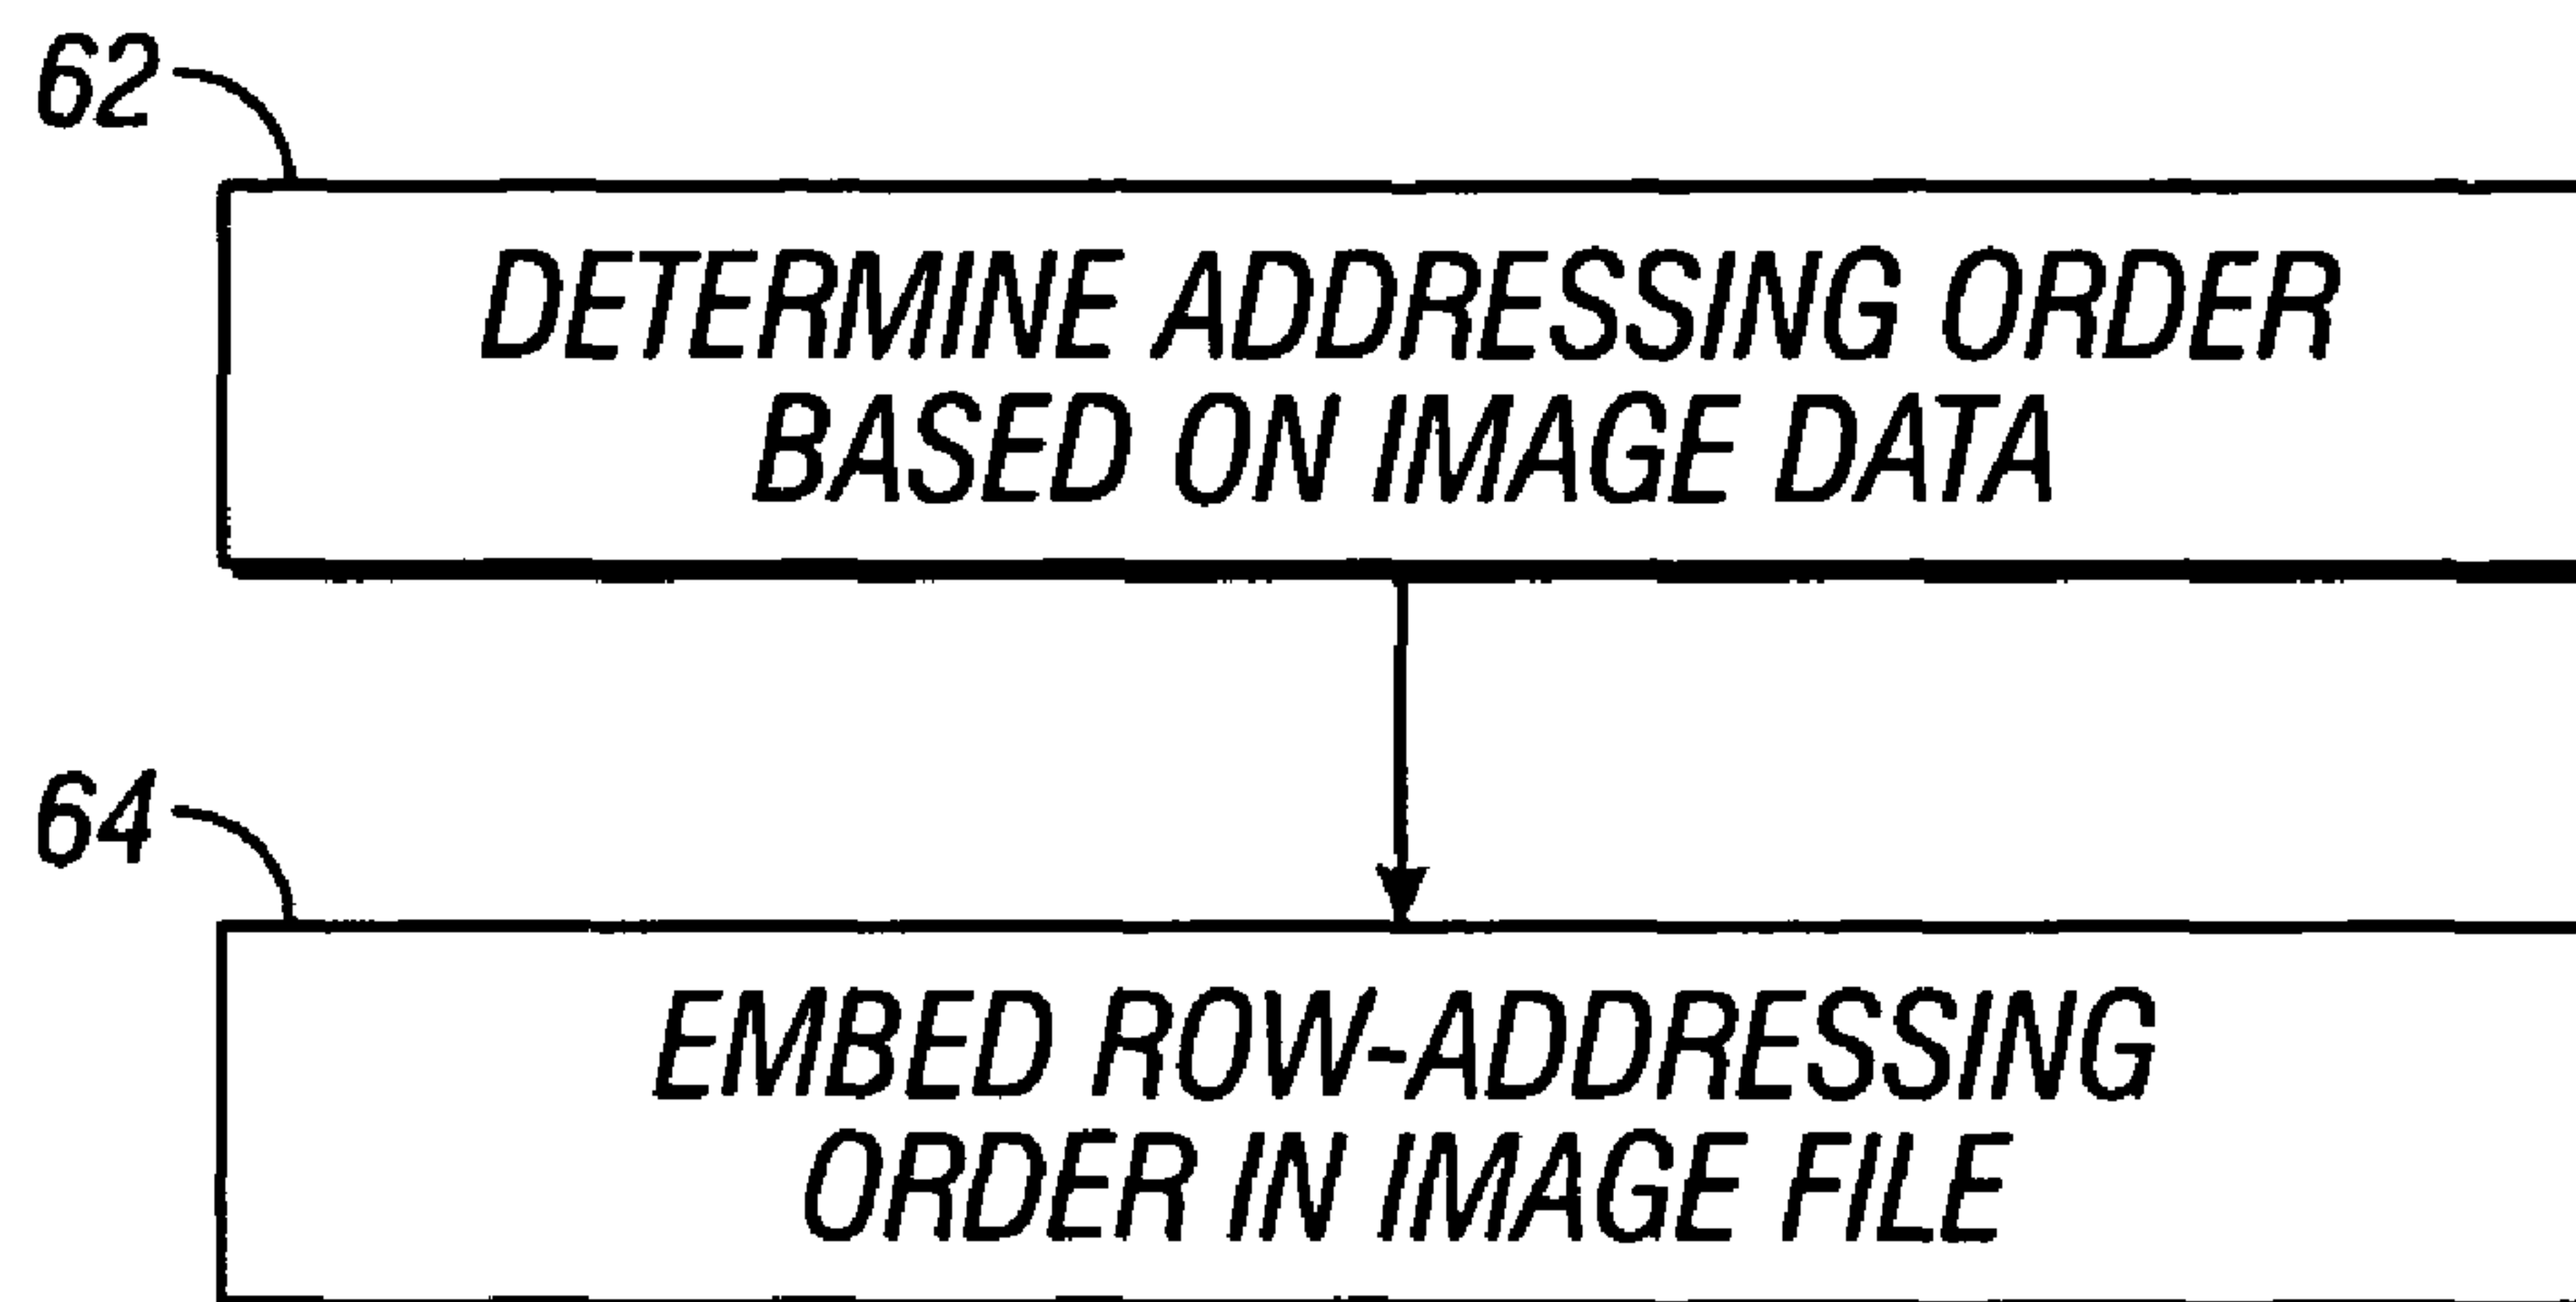 62
DETERMINE ADDRESSING ORDER
BASED ON IMAGE DATA
64
EMBED ROW-ADDRESSING
ORDER IN IMAGE FILE